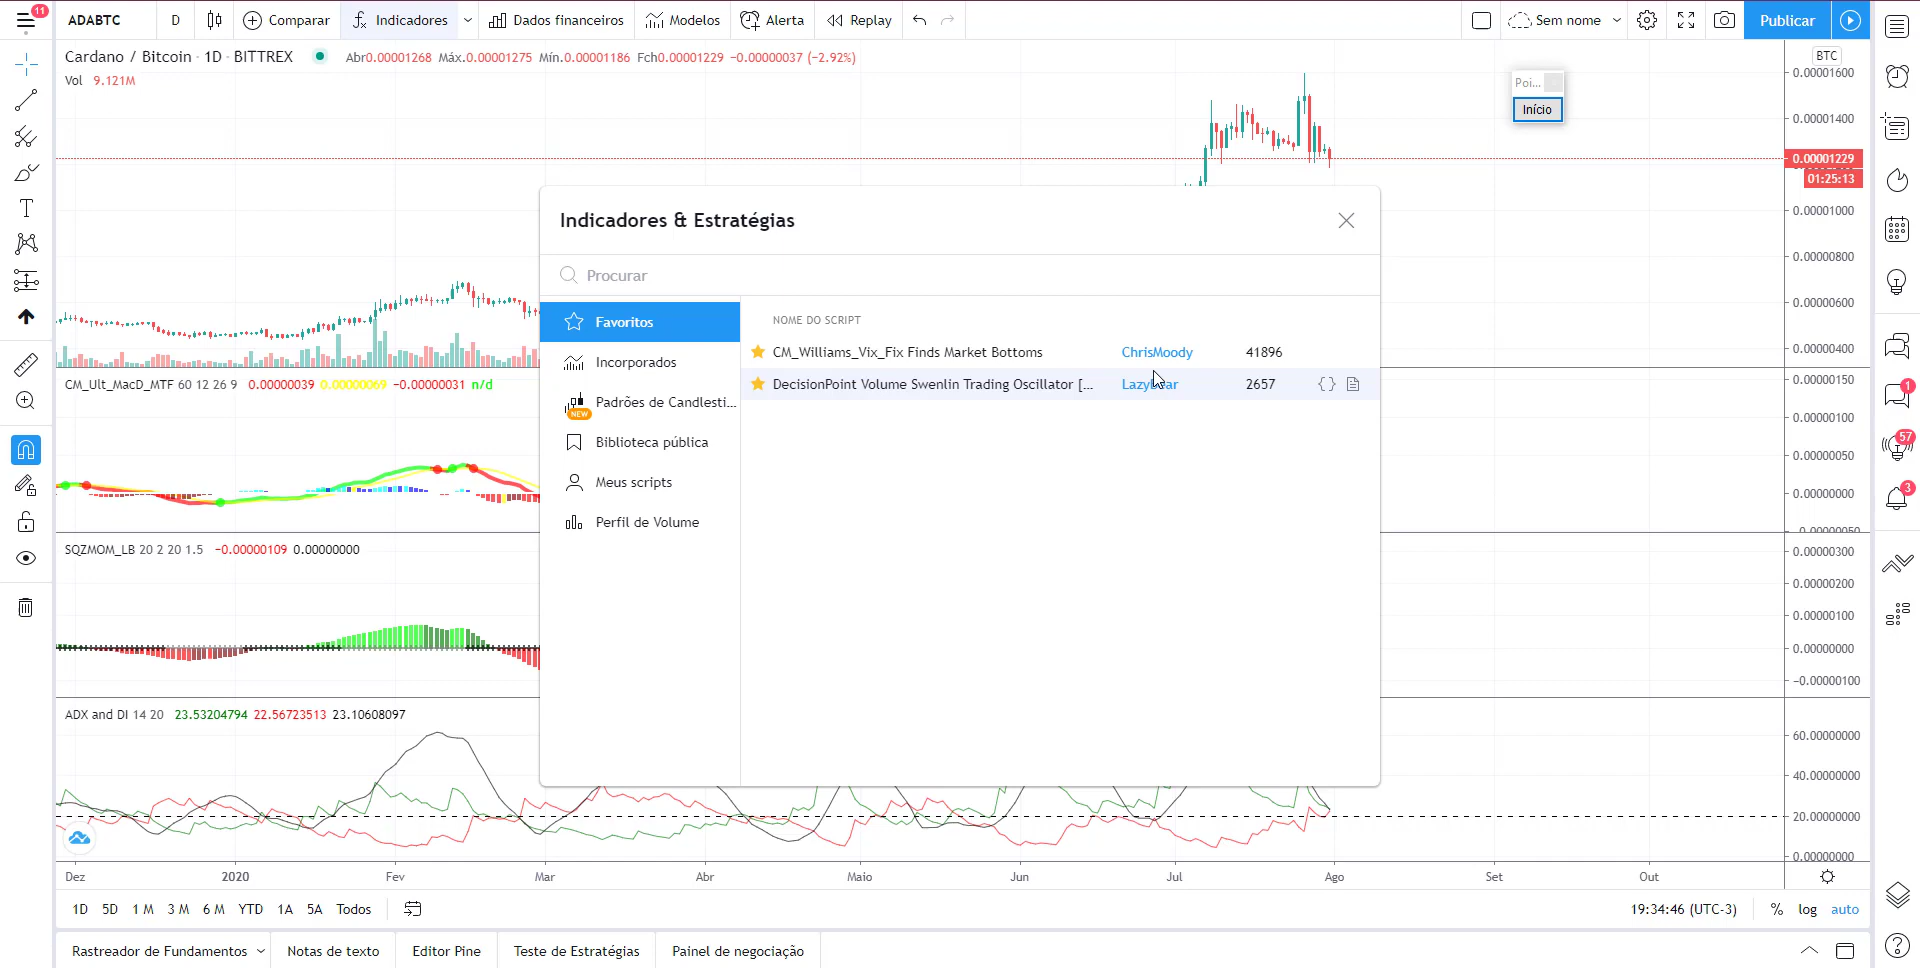 11
ADABTC
D
Comparar
Indicadores
Dados financeiros
Modelos
Alerta
Replay
Sem nome
Publicar
Cardano / Bitcoin · 1D · BITTREX
Abr0.00001268 Máx.0.00001275 Mín.0.00001186 Fch0.00001229 −0.00000037 (−2.92%)
Vol 9.121M
BTC
0.00001600
0.00001400
0.00001229
01:25:13
0.00001000
0.00000800
0.00000600
0.00000400
Poi...
Início
Indicadores & Estratégias
Procurar
Favoritos
Incorporados
Padrões de Candlesti...
NEW
Biblioteca pública
Meus scripts
Perfil de Volume
NOME DO SCRIPT
CM_Williams_Vix_Fix Finds Market Bottoms ChrisMoody 41896
DecisionPoint Volume Swenlin Trading Oscillator [... LazyBear 2657
CM_Ult_MacD_MTF 60 12 26 9 0.00000039 0.00000069 −0.00000031 n/d
0.00000150
0.00000100
0.00000050
0.00000000
SQZMOM_LB 20 2 20 1.5 −0.00000109 0.00000000
0.00000300
0.00000200
0.00000100
0.00000000
−0.00000100
ADX and DI 14 20 23.53204794 22.56723513 23.10608097
60.00000000
40.00000000
20.00000000
0.00000000
1
57
3
Dez 2020 Fev Mar Abr Maio Jun Jul Ago Set Out
1D 5D 1 M 3 M 6 M YTD 1A 5A Todos
19:34:46 (UTC-3) % log auto
Rastreador de Fundamentos Notas de texto Editor Pine Teste de Estratégias Painel de negociação